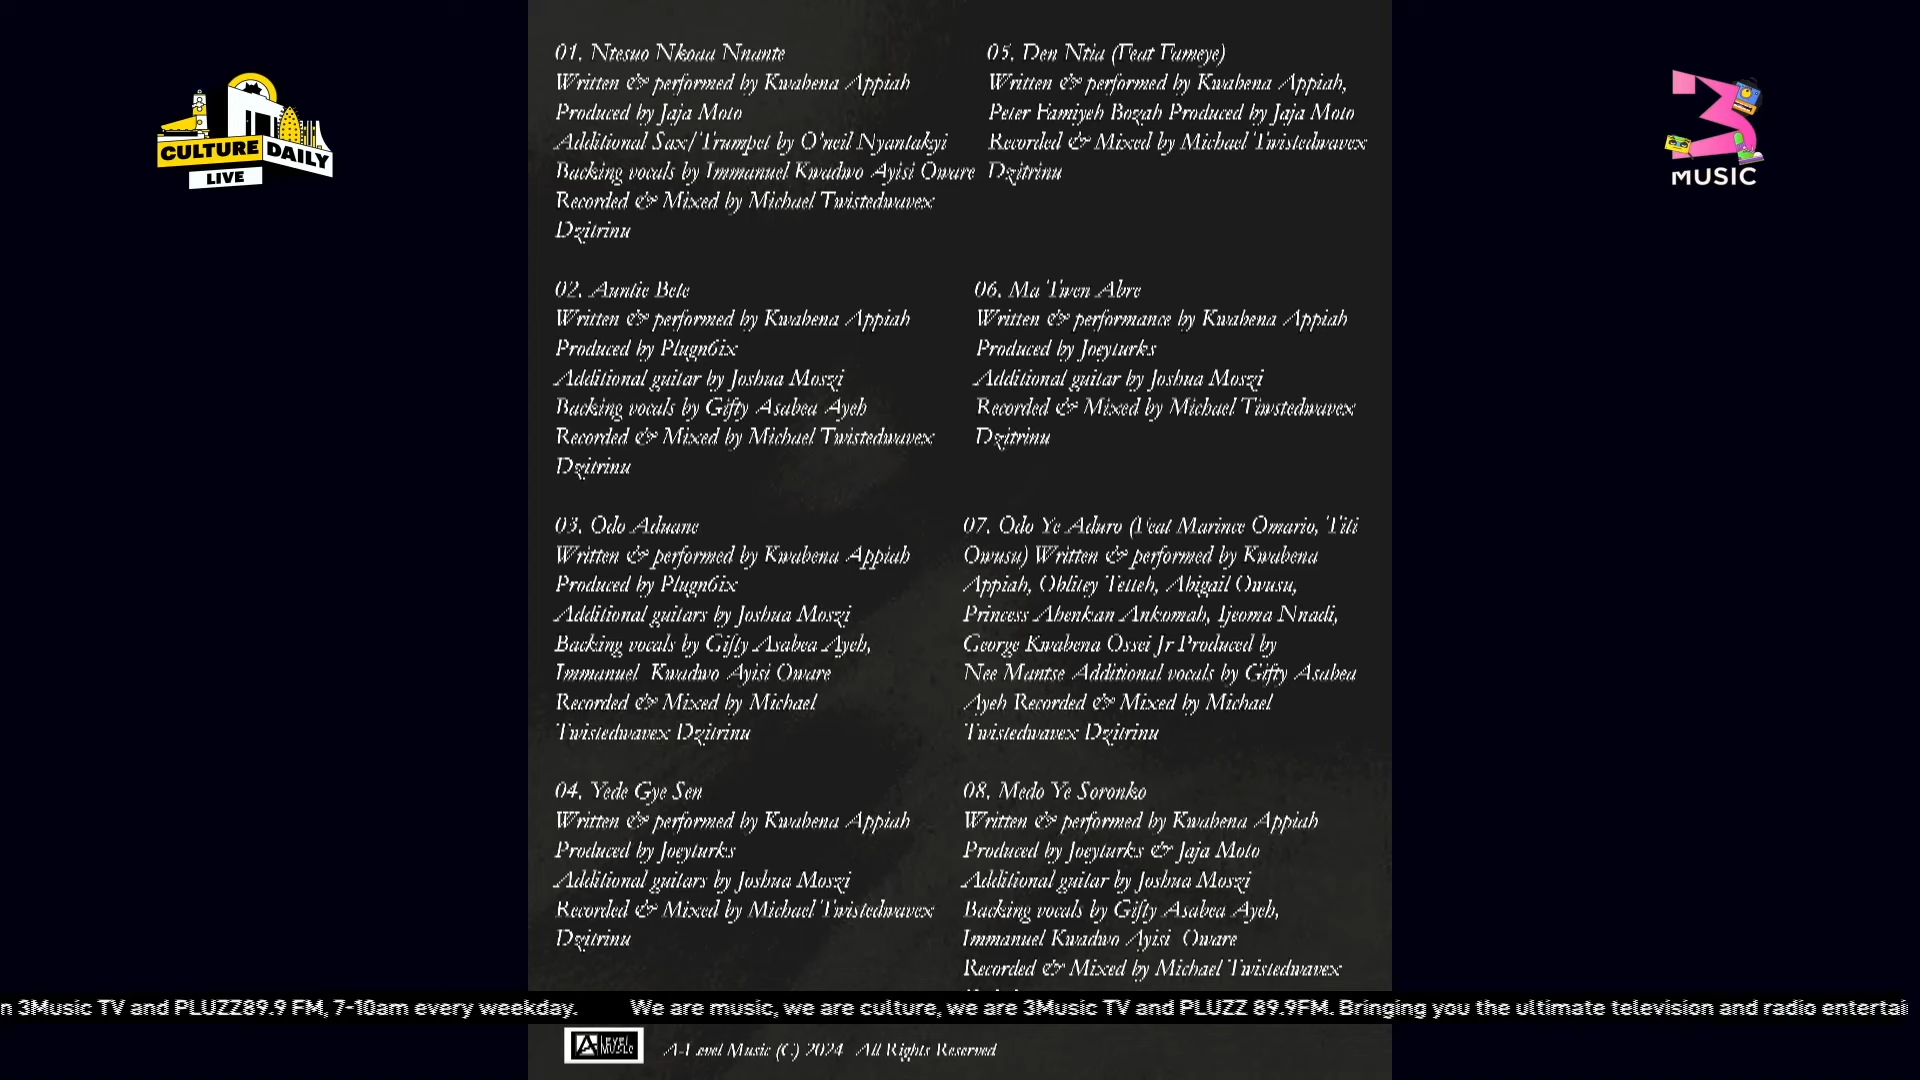 CULTURE DAILY
LIVE
3
MUSIC
01. Ntesuo Nkoaa Nnante
Written & performed by Kwabena Appiah
Produced by Jaja Moto
Additional Sax/Trumpet by O'neil Nyantakyi
Backing vocals by Immanuel Kwadwo Ayisi Oware
Recorded & Mixed by Michael Twistedwavex
Dzitrinu
02. Auntie Bete
Written & performed by Kwabena Appiah
Produced by Plugn6ix
Additional guitar by Joshua Moszi
Backing vocals by Gifty Asabea Ayeh
Recorded & Mixed by Michael Twistedwavex
Dzitrinu
03. Odo Aduane
Written & performed by Kwabena Appiah
Produced by Plugn6ix
Additional guitars by Joshua Moszi
Backing vocals by Gifty Asabea Ayeh,
Immanuel Kwadwo Ayisi Oware
Recorded & Mixed by Michael
Twistedwavex Dzitrinu
04. Yede Gye Sen
Written & performed by Kwabena Appiah
Produced by Joeyturks
Additional guitars by Joshua Moszi
Recorded & Mixed by Michael Twistedwavex
Dzitrinu
05. Den Ntia (Feat Fameye)
Written & performed by Kwabena Appiah,
Peter Famiyeh Bozah Produced by Jaja Moto
Recorded & Mixed by Michael Twistedwavex
Dzitrinu
06. Ma Twen Abre
Written & performance by Kwabena Appiah
Produced by Joeyturks
Additional guitar by Joshua Moszi
Recorded & Mixed by Michael Tiwstedwavex
Dzitrinu
07. Odo Ye Aduro (Feat Marince Omario, Titi
Owusu) Written & performed by Kwabena
Appiah, Oblitey Tetteh, Abigail Owusu,
Princess Ahenkan Ankomah, Ijeoma Nnadi,
George Kwabena Ossei Jr Produced by
Nee Mantse Additional vocals by Gifty Asabea
Ayeh Recorded & Mixed by Michael
Twistedwavex Dzitrinu
08. Medo Ye Soronko
Written & performed by Kwabena Appiah
Produced by Joeyturks & Jaja Moto
Additional guitar by Joshua Moszi
Backing vocals by Gifty Asabea Ayeh,
Immanuel Kwadwo Ayisi Oware
Recorded & Mixed by Michael Twistedwavex
n 3Music TV and PLUZZ89.9 FM, 7-10am every weekday. We are music, we are culture, we are 3Music TV and PLUZZ 89.9FM. Bringing you the ultimate television and radio entertai
A LEVEL MUSIC
A-Level Music (C) 2024 All Rights Reserved